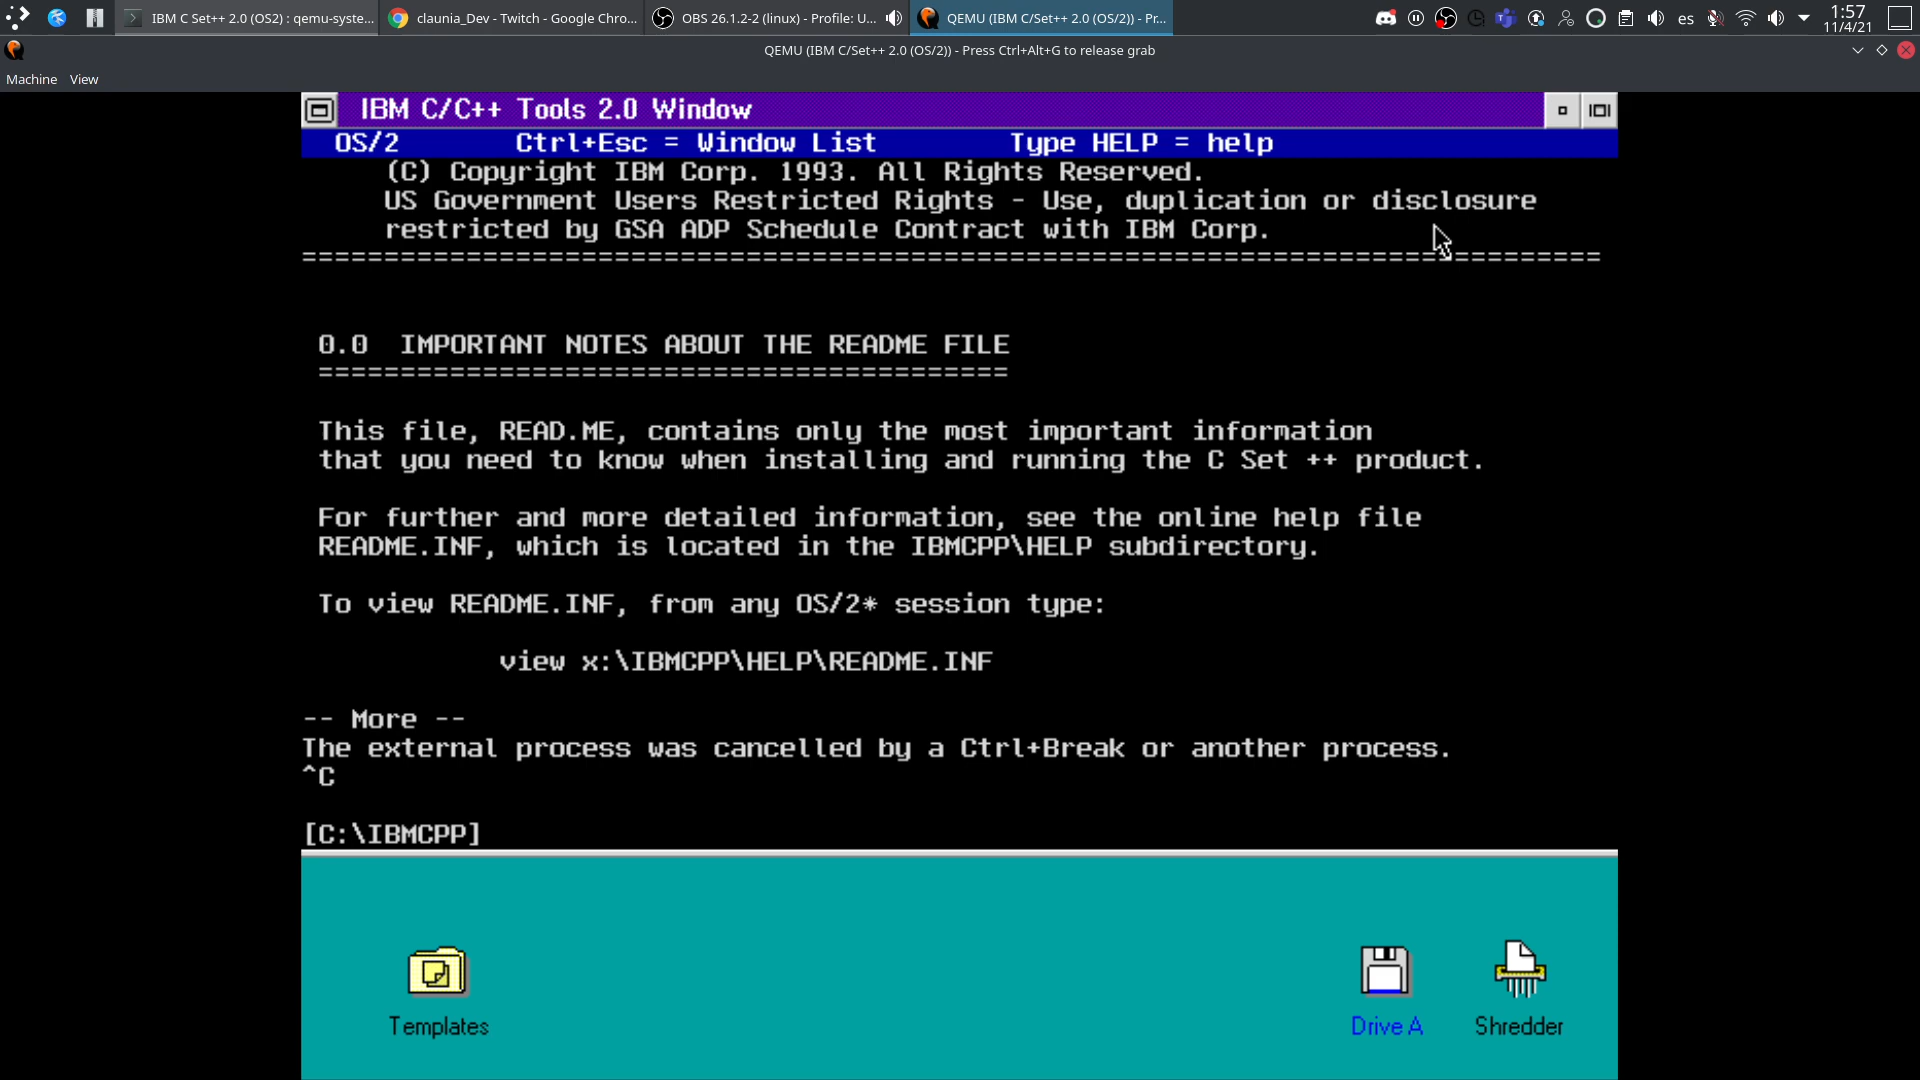 IBM C Set++ 2.0 (OS2) : qemu-syste...
claunia_Dev - Twitch - Google Chro...
OBS 26.1.2-2 (linux) - Profile: U...
QEMU (IBM C/Set++ 2.0 (OS/2)) - Pr...
es
1:57
11/4/21
QEMU (IBM C/Set++ 2.0 (OS/2)) - Press Ctrl+Alt+G to release grab
Machine View
IBM C/C++ Tools 2.0 Window
OS/2 Ctrl+Esc = Window List Type HELP = help
(C) Copyright IBM Corp. 1993. All Rights Reserved.
US Government Users Restricted Rights - Use, duplication or disclosure
restricted by GSA ADP Schedule Contract with IBM Corp.
===============================================================================
0.0 IMPORTANT NOTES ABOUT THE README FILE
==========================================
This file, READ.ME, contains only the most important information
that you need to know when installing and running the C Set ++ product.
For further and more detailed information, see the online help file
README.INF, which is located in the IBMCPP\HELP subdirectory.
To view README.INF, from any OS/2* session type:
view x:\IBMCPP\HELP\README.INF
-- More --
The external process was cancelled by a Ctrl+Break or another process.
^C
[C:\IBMCPP]
Templates
Drive A
Shredder